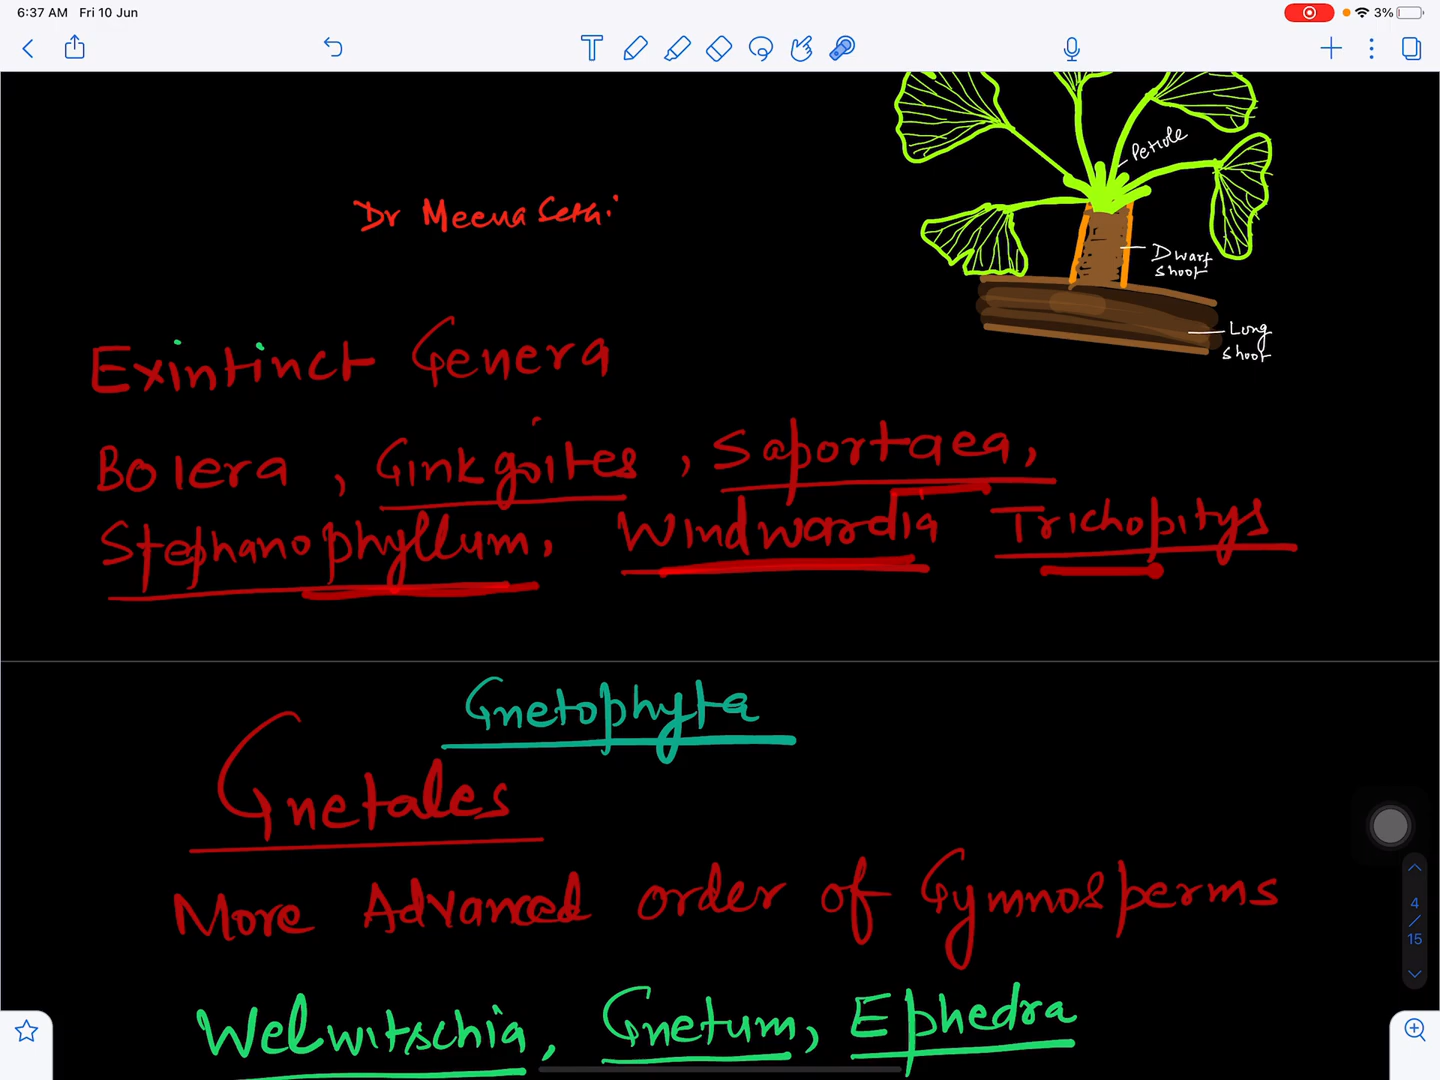 6:37 AM Fri 10 Jun
3%
Petiole
Dr Meena Sethi
Dwarf
shoot
Long
shoot
Exintinct Genera
Bolera , Ginkgoites , Saportaea,
Stephanophyllum, Windwardia Trichopitys
Gnetophyta
Gnetales
More Advanced order of Gymnosperms
4
/
15
Welwitschia, Gnetum, Ephedra